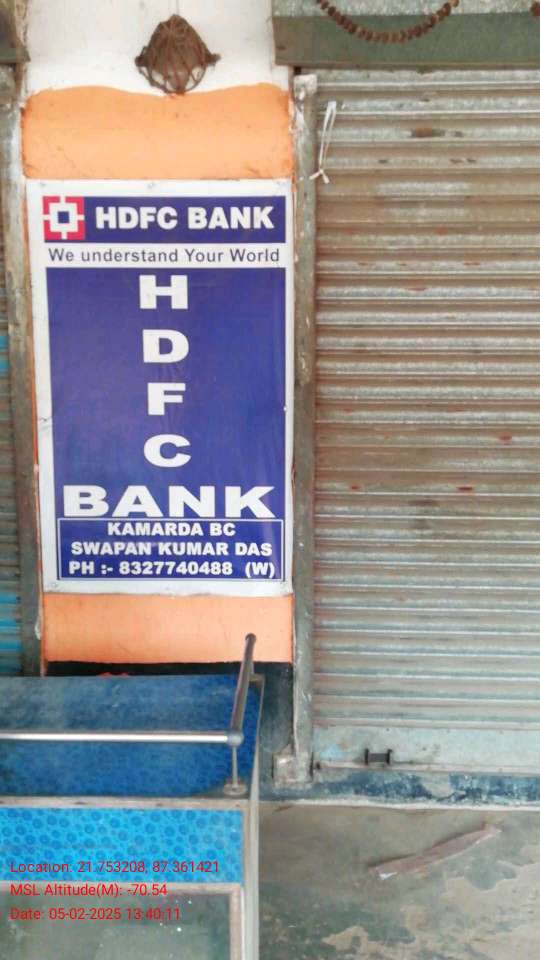 HDFC BANK
We understand Your World
H
D
F
C
BANK
KAMARDA BC
SWAPAN KUMAR DAS
PH :- 8327740488 (W)
Location: 21.753208, 87.361421
MSL Altitude(M): -70.54
Date: 05-02-2025 13:40:11